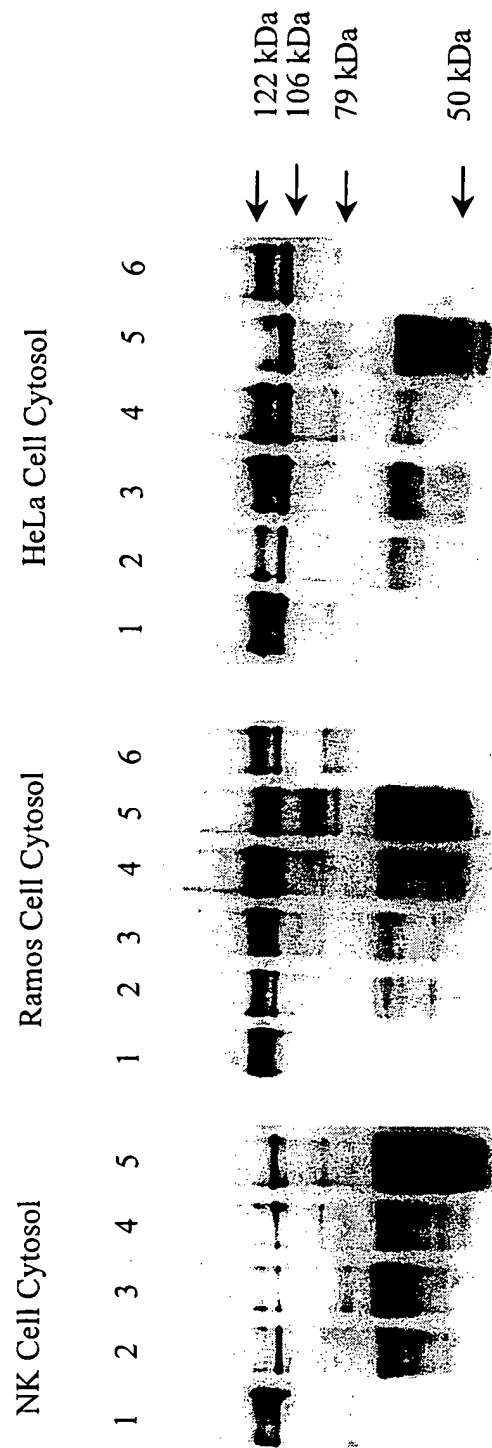 NK Cell Cytosol
1 2 3 4 5
Ramos Cell Cytosol
1 2 3 4 5 6
HeLa Cell Cytosol
1 2 3 4 5 6
122 kDa
106 kDa
79 kDa
50 kDa